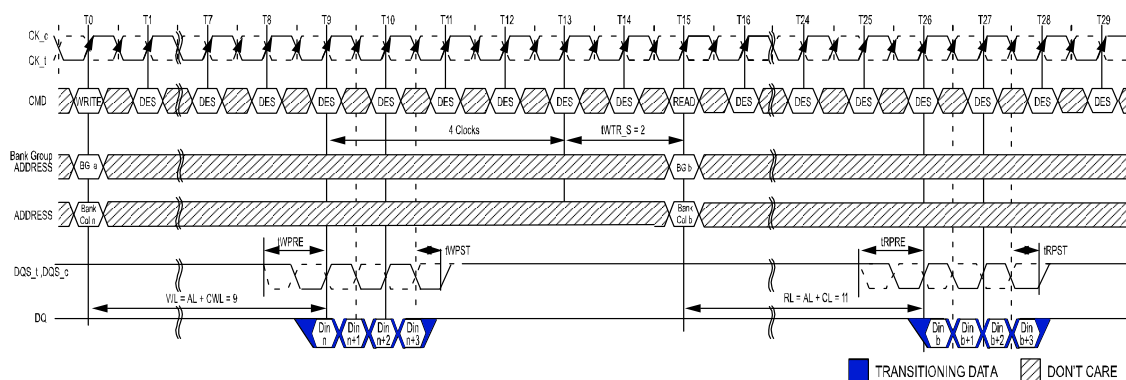 T0 T1 T7 T8 T9 T10 T11 T12 T13 T14 T15 T16 T24 T25 T26 T27 T28 T29
CK_c
CK_t
CMD WRITE DES DES DES DES DES DES DES DES DES READ DES DES DES DES DES DES DES
4 Clocks tWTR_S = 2
Bank Group
ADDRESS BG a BG b
ADDRESS Bank Col n Bank Col b
tWPRE tWPST tRPRE tRPST
DQS_t ,DQS_c
WL = AL + CWL = 9 RL = AL + CL = 11
DQ Din n Din n+1 Din n+2 Din n+3 Din b Din b+1 Din b+2 Din b+3
TRANSITIONING DATA DON'T CARE